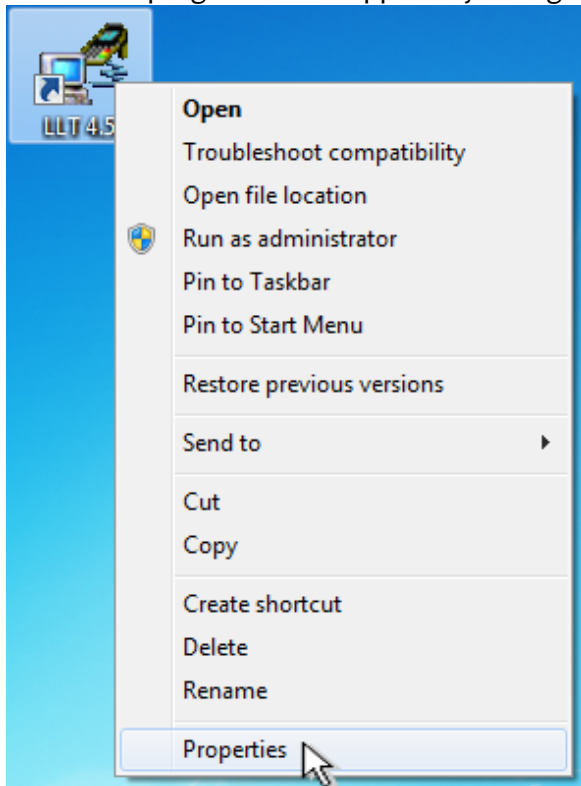 LLT 4.5
Open
Troubleshoot compatibility
Open file location
Run as administrator
Pin to Taskbar
Pin to Start Menu
Restore previous versions
Send to
Cut
Copy
Create shortcut
Delete
Rename
Properties